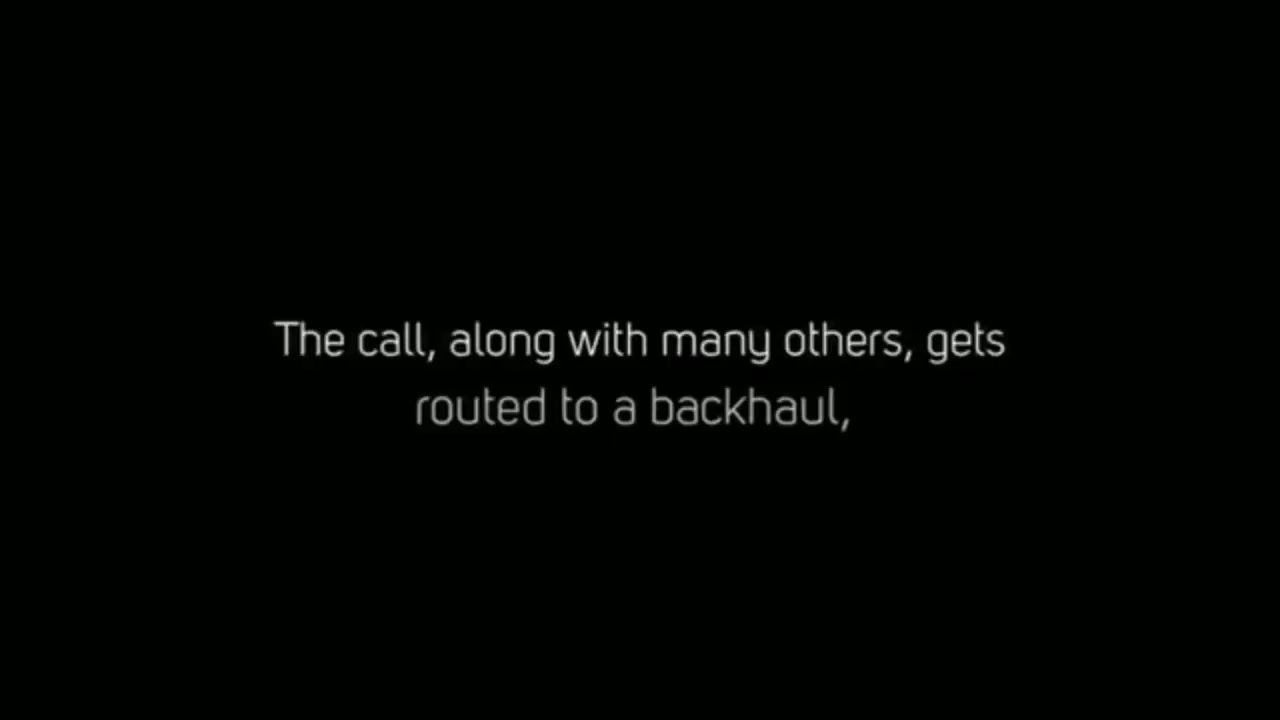 The call, along with many others, gets
routed to a backhaul,